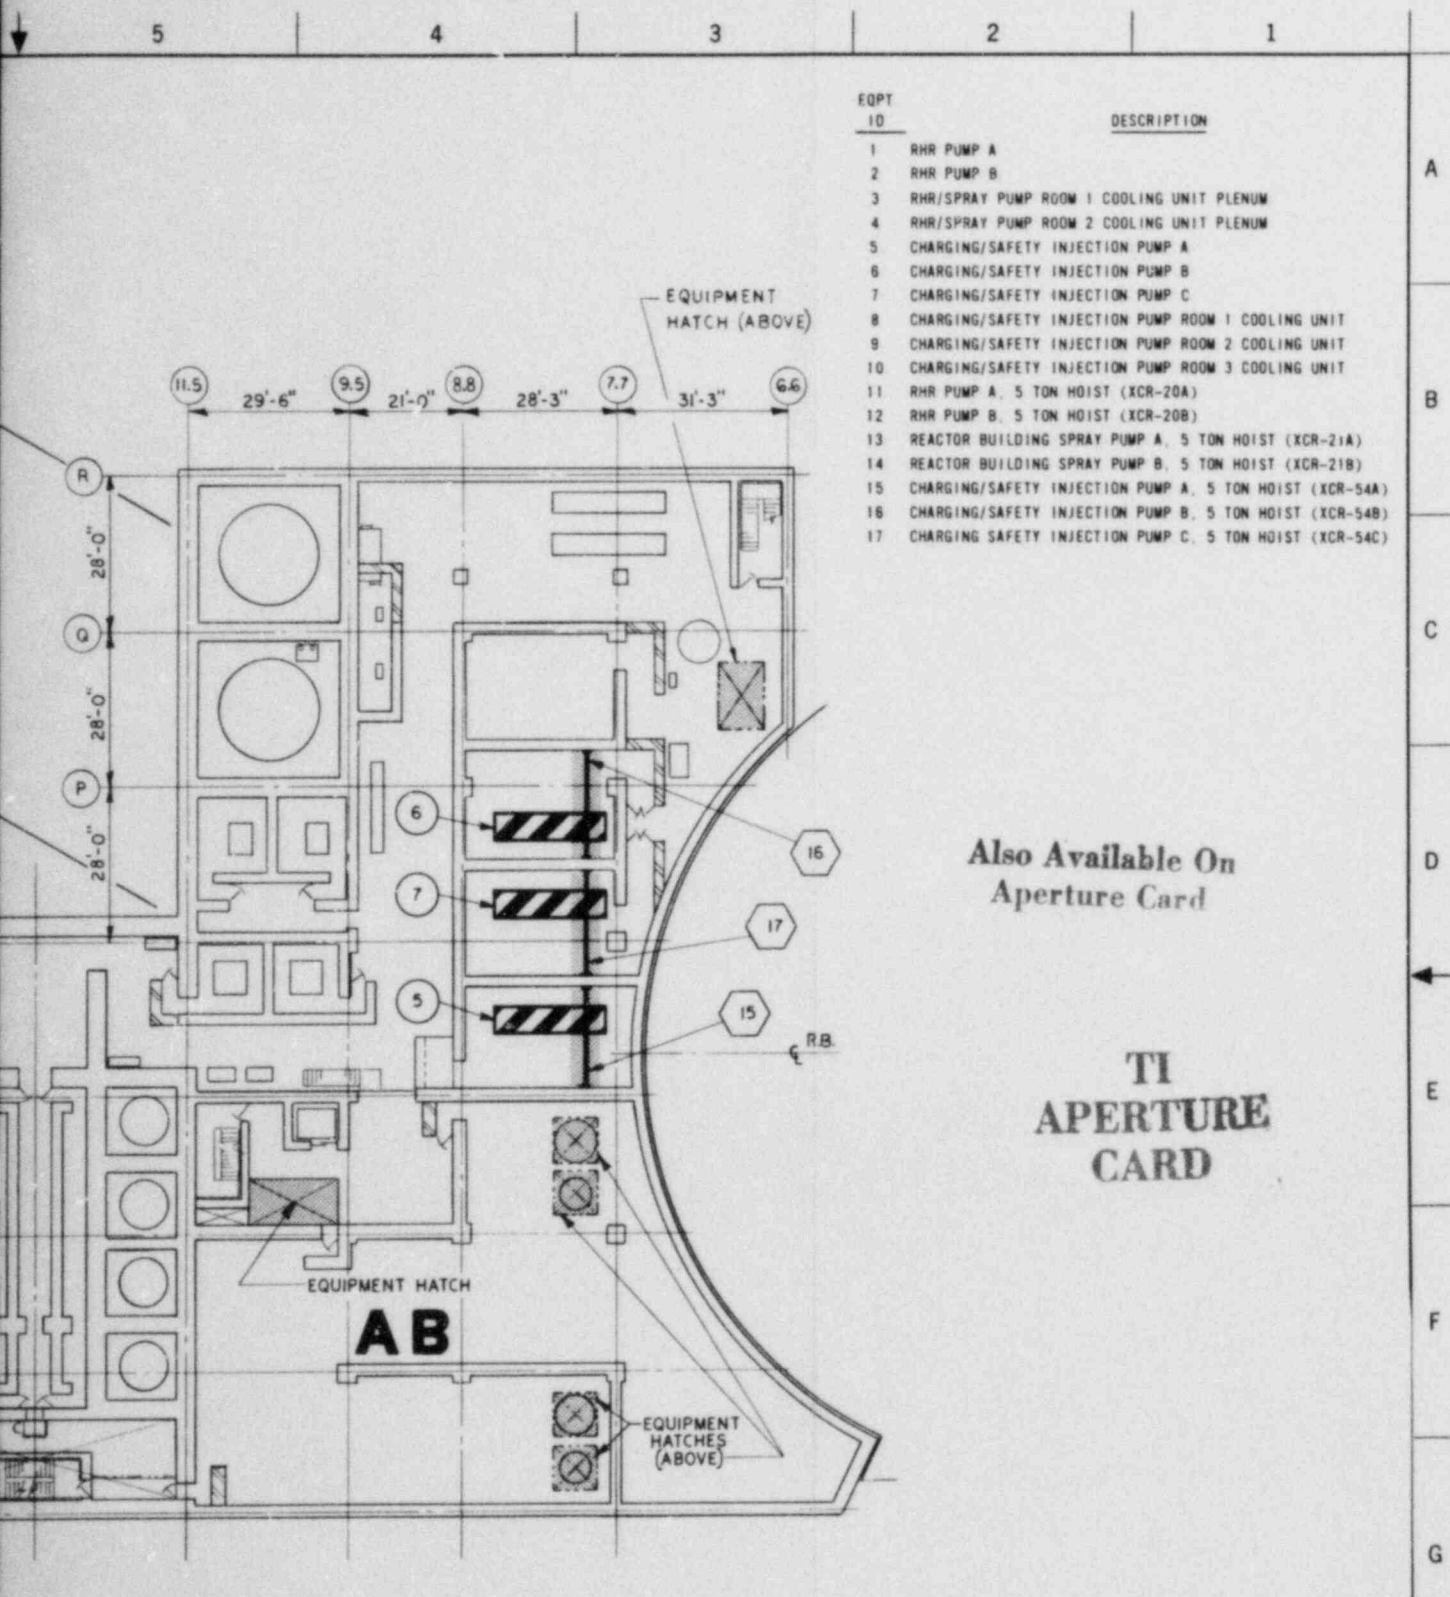 5 4 3 2 1
EQPT
ID DESCRIPTION
1 RHR PUMP A
2 RHR PUMP B
3 RHR/SPRAY PUMP ROOM 1 COOLING UNIT PLENUM
4 RHR/SPRAY PUMP ROOM 2 COOLING UNIT PLENUM
5 CHARGING/SAFETY INJECTION PUMP A
6 CHARGING/SAFETY INJECTION PUMP B
7 CHARGING/SAFETY INJECTION PUMP C
8 CHARGING/SAFETY INJECTION PUMP ROOM 1 COOLING UNIT
9 CHARGING/SAFETY INJECTION PUMP ROOM 2 COOLING UNIT
10 CHARGING/SAFETY INJECTION PUMP ROOM 3 COOLING UNIT
11 RHR PUMP A, 5 TON HOIST (XCR-20A)
12 RHR PUMP B, 5 TON HOIST (XCR-20B)
13 REACTOR BUILDING SPRAY PUMP A, 5 TON HOIST (XCR-21A)
14 REACTOR BUILDING SPRAY PUMP B, 5 TON HOIST (XCR-21B)
15 CHARGING/SAFETY INJECTION PUMP A, 5 TON HOIST (XCR-54A)
16 CHARGING/SAFETY INJECTION PUMP B, 5 TON HOIST (XCR-54B)
17 CHARGING SAFETY INJECTION PUMP C, 5 TON HOIST (XCR-54C)
A
B
C
D
E
F
G
EQUIPMENT
HATCH (ABOVE)
11.5 9.5 8.8 7.7 6.6
29'-6" 21'-0" 28'-3" 31'-3"
R
28'-0"
Q
28'-0"
P
28'-0"
6
16
7
17
5
15
℄ R.B.
Also Available On
Aperture Card
TI
APERTURE
CARD
EQUIPMENT HATCH
AB
EQUIPMENT
HATCHES
(ABOVE)